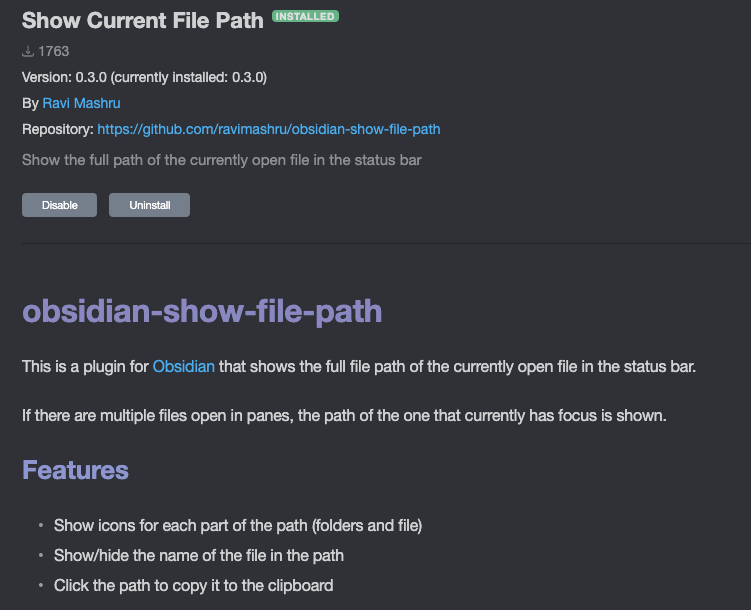 Show Current File Path INSTALLED
1763
Version: 0.3.0 (currently installed: 0.3.0)
By Ravi Mashru
Repository: https://github.com/ravimashru/obsidian-show-file-path
Show the full path of the currently open file in the status bar
Disable Uninstall
obsidian-show-file-path
This is a plugin for Obsidian that shows the full file path of the currently open file in the status bar.
If there are multiple files open in panes, the path of the one that currently has focus is shown.
Features
• Show icons for each part of the path (folders and file)
• Show/hide the name of the file in the path
• Click the path to copy it to the clipboard